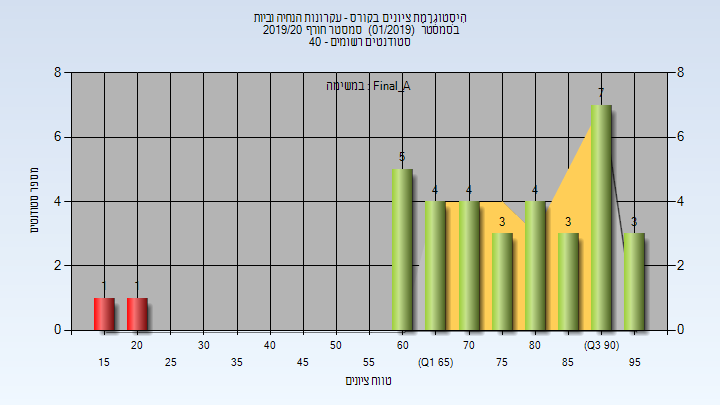 היסטוגרמת ציונים בקורס - עקרונות הנחיה וביות
בסמסטר (01/2019) סמסטר חורף 2019/20
סטודנטים רשומים - 40
במשימה : Final_A
8 8
6 6
4 4
2 2
0 0
מספר סטודנטים
1 1 5 4 4 3 4 3 7 3
20 30 40 50 60 70 80 (Q3 90)
15 25 35 45 55 (Q1 65) 75 85 95
טווח ציונים